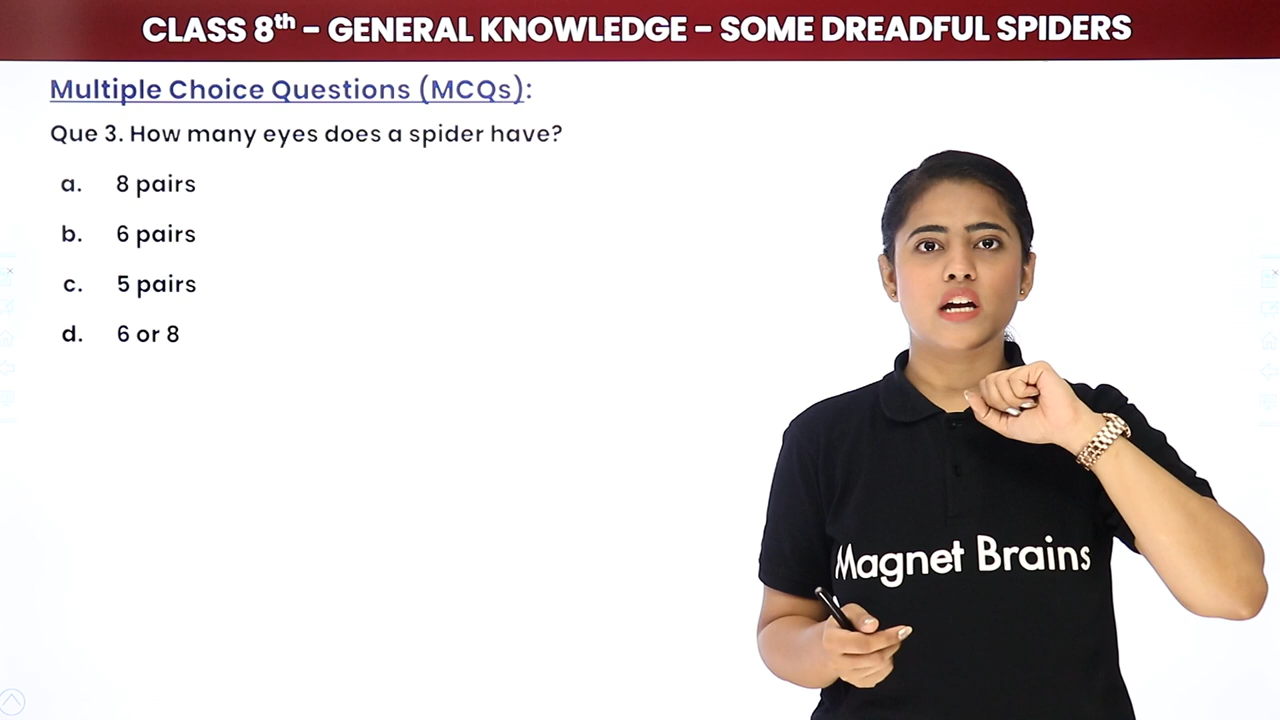 CLASS 8th – GENERAL KNOWLEDGE – SOME DREADFUL SPIDERS
Multiple Choice Questions (MCQs):
Que 3. How many eyes does a spider have?
a. 8 pairs
b. 6 pairs
c. 5 pairs
d. 6 or 8
Magnet Brains